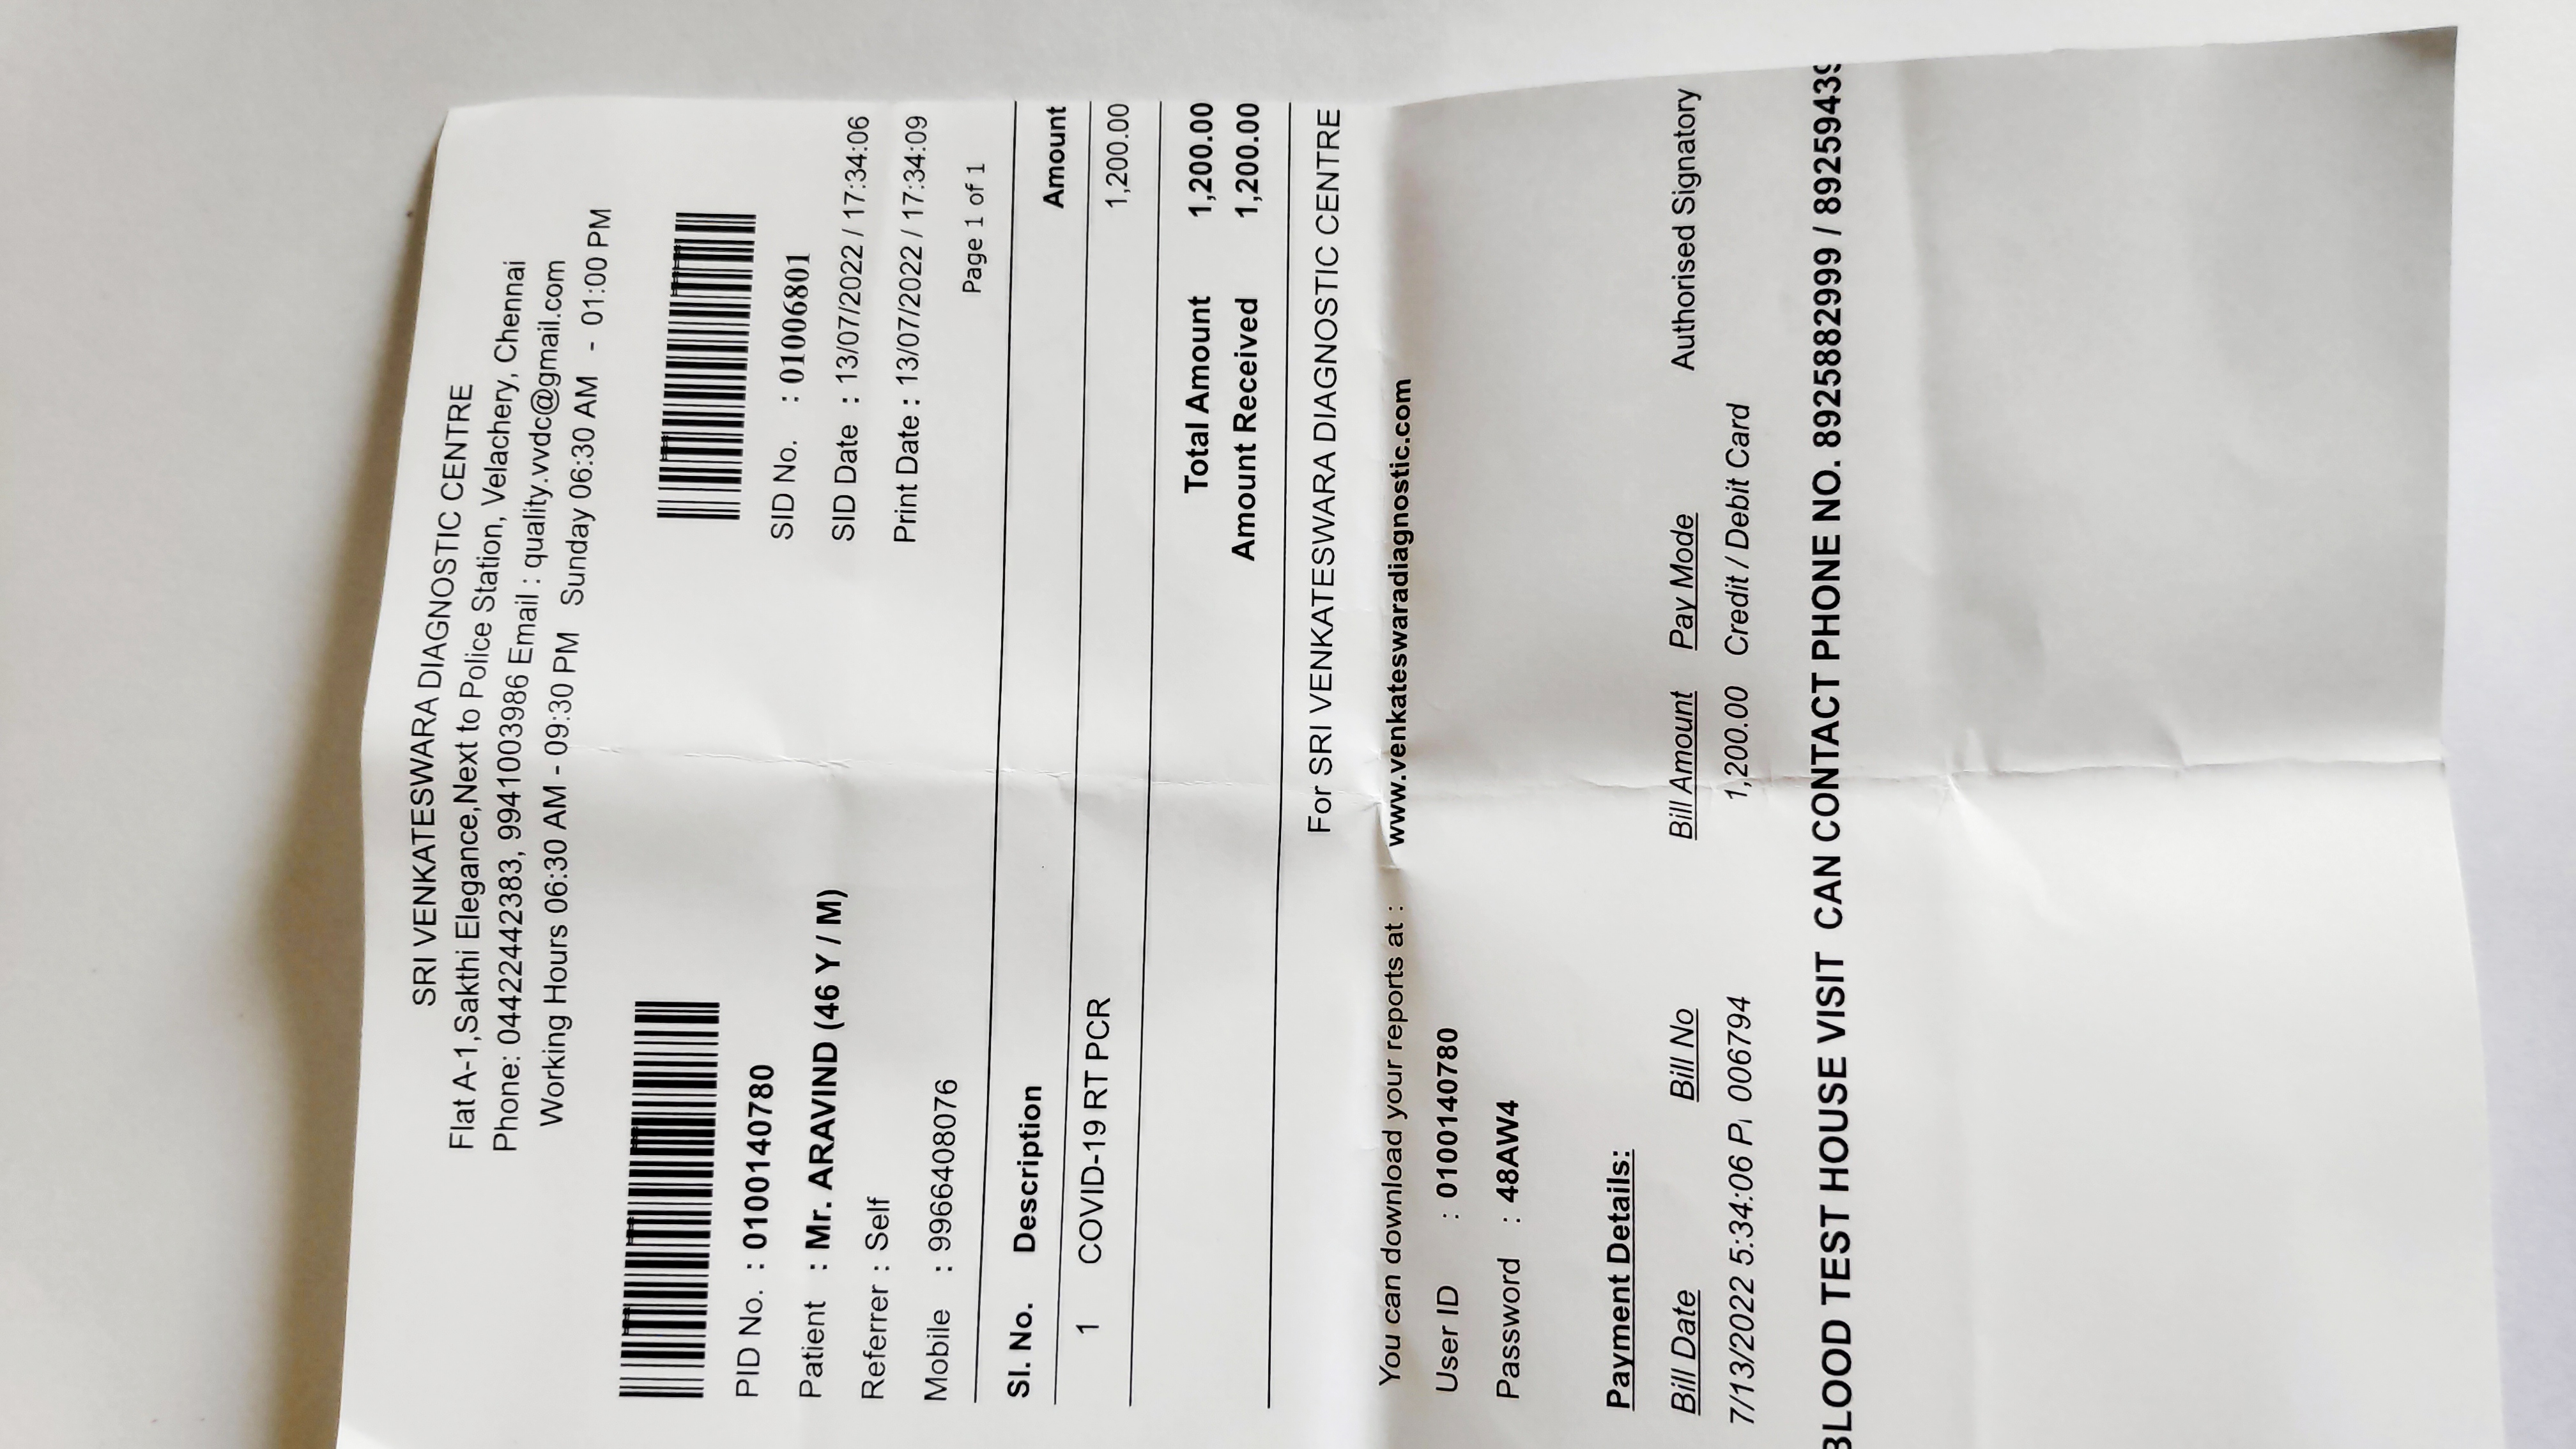 SRI VENKATESWARA DIAGNOSTIC CENTRE
Flat A-1,Sakthi Elegance,Next to Police Station, Velachery, Chennai
Phone: 04422442383, 9941003986 Email : quality.vvdc@gmail.com
Working Hours 06:30 AM - 09:30 PM Sunday 06:30 AM - 01:00 PM
PID No. : 0100140780
SID No. : 01006801
Patient : Mr. ARAVIND (46 Y / M)
SID Date : 13/07/2022 / 17:34:06
Referrer : Self
Print Date : 13/07/2022 / 17:34:09
Mobile : 9966408076
Page 1 of 1
Sl. No. Description Amount
1 COVID-19 RT PCR 1,200.00
Total Amount 1,200.00
Amount Received 1,200.00
For SRI VENKATESWARA DIAGNOSTIC CENTRE
You can download your reports at : www.venkateswaradiagnostic.com
User ID : 0100140780
Password : 48AW4
Payment Details:
Bill Date Bill No Bill Amount Pay Mode Authorised Signatory
7/13/2022 5:34:06 P 006794 1,200.00 Credit / Debit Card
BLOOD TEST HOUSE VISIT CAN CONTACT PHONE NO. 8925882999 /